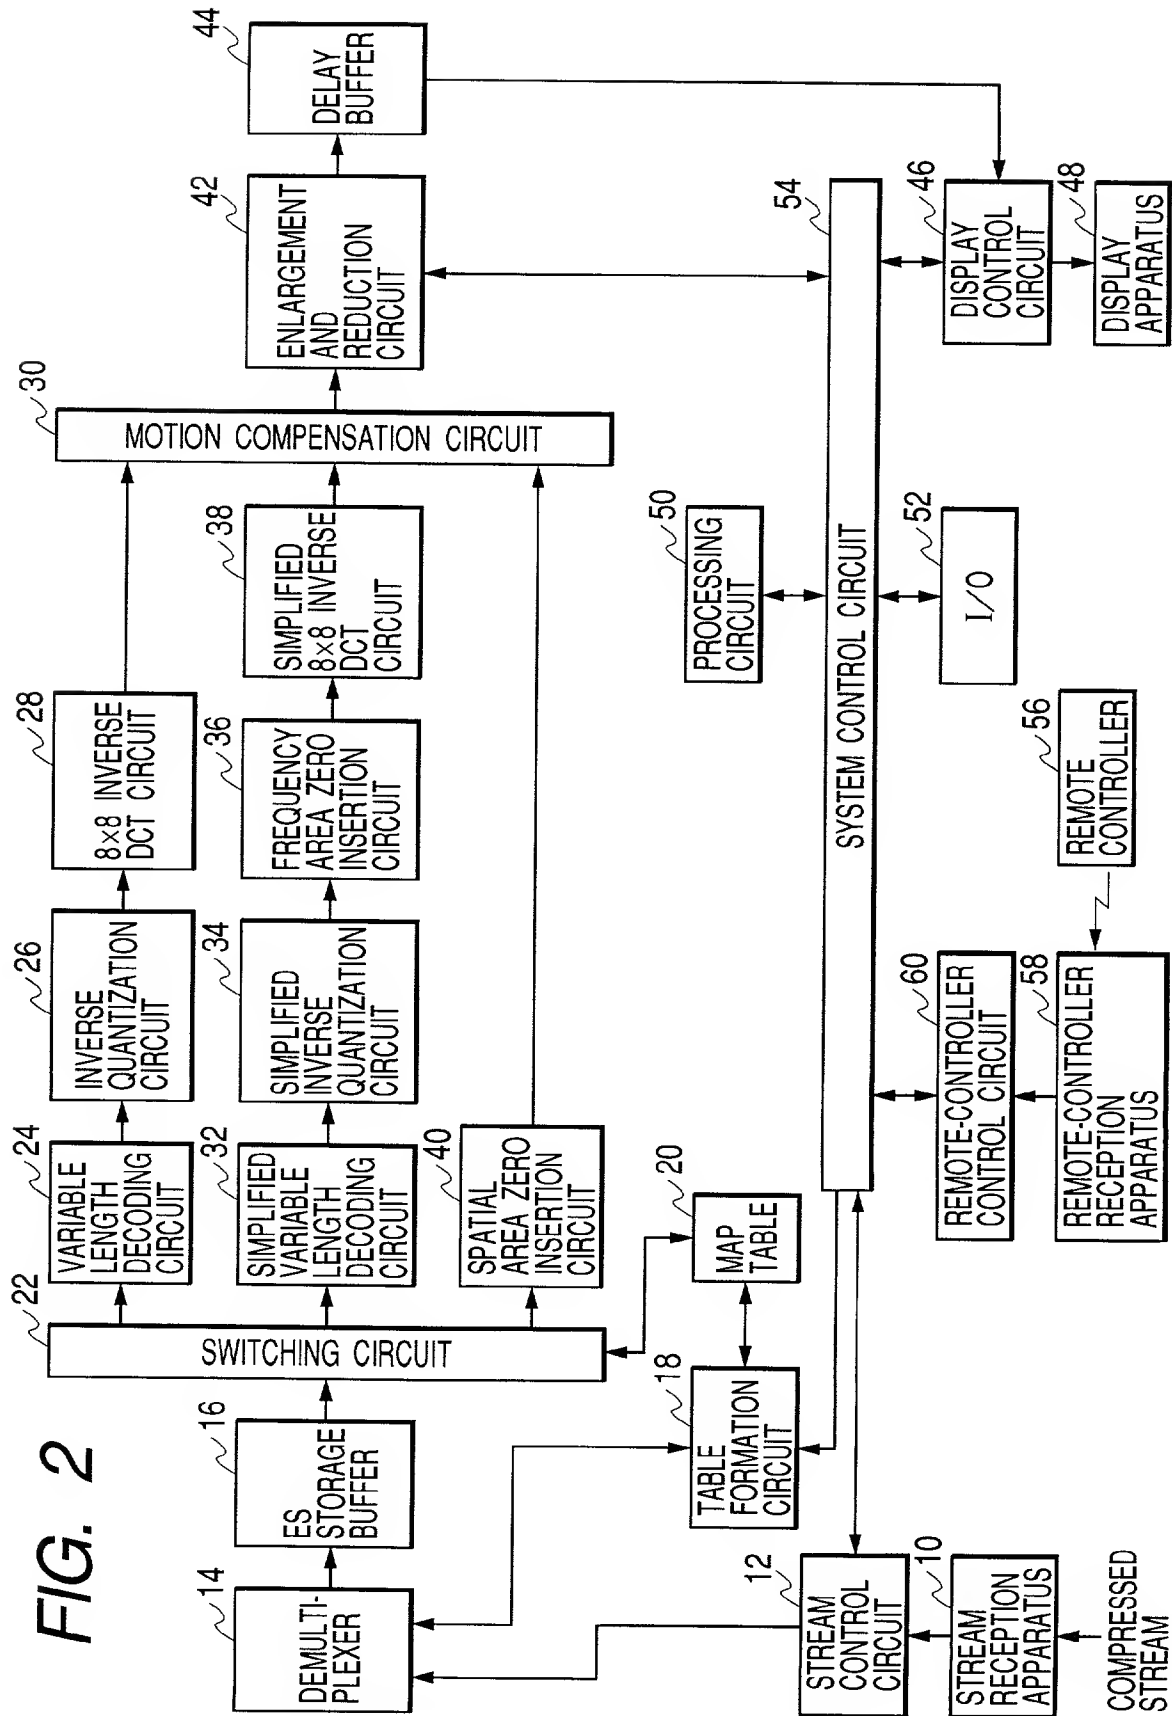 FIG. 2
14
DEMULTI-
PLEXER
16
ES
STORAGE
BUFFER
22
SWITCHING CIRCUIT
24
VARIABLE
LENGTH
DECODING
CIRCUIT
26
INVERSE
QUANTIZATION
CIRCUIT
28
8×8 INVERSE
DCT CIRCUIT
30
MOTION COMPENSATION CIRCUIT
32
SIMPLIFIED
VARIABLE
LENGTH
DECODING
CIRCUIT
34
SIMPLIFIED
INVERSE
QUANTIZATION
CIRCUIT
36
FREQUENCY
AREA ZERO
INSERTION
CIRCUIT
38
SIMPLIFIED
8×8 INVERSE
DCT
CIRCUIT
40
SPATIAL
AREA ZERO
INSERTION
CIRCUIT
42
ENLARGEMENT
AND
REDUCTION
CIRCUIT
44
DELAY
BUFFER
18
TABLE
FORMATION
CIRCUIT
20
MAP
TABLE
50
PROCESSING
CIRCUIT
54
SYSTEM CONTROL CIRCUIT
12
STREAM
CONTROL
CIRCUIT
10
STREAM
RECEPTION
APPARATUS
COMPRESSED
STREAM
60
REMOTE-CONTROLLER
CONTROL CIRCUIT
58
REMOTE-CONTROLLER
RECEPTION
APPARATUS
56
REMOTE
CONTROLLER
52
I/O
46
DISPLAY
CONTROL
CIRCUIT
48
DISPLAY
APPARATUS